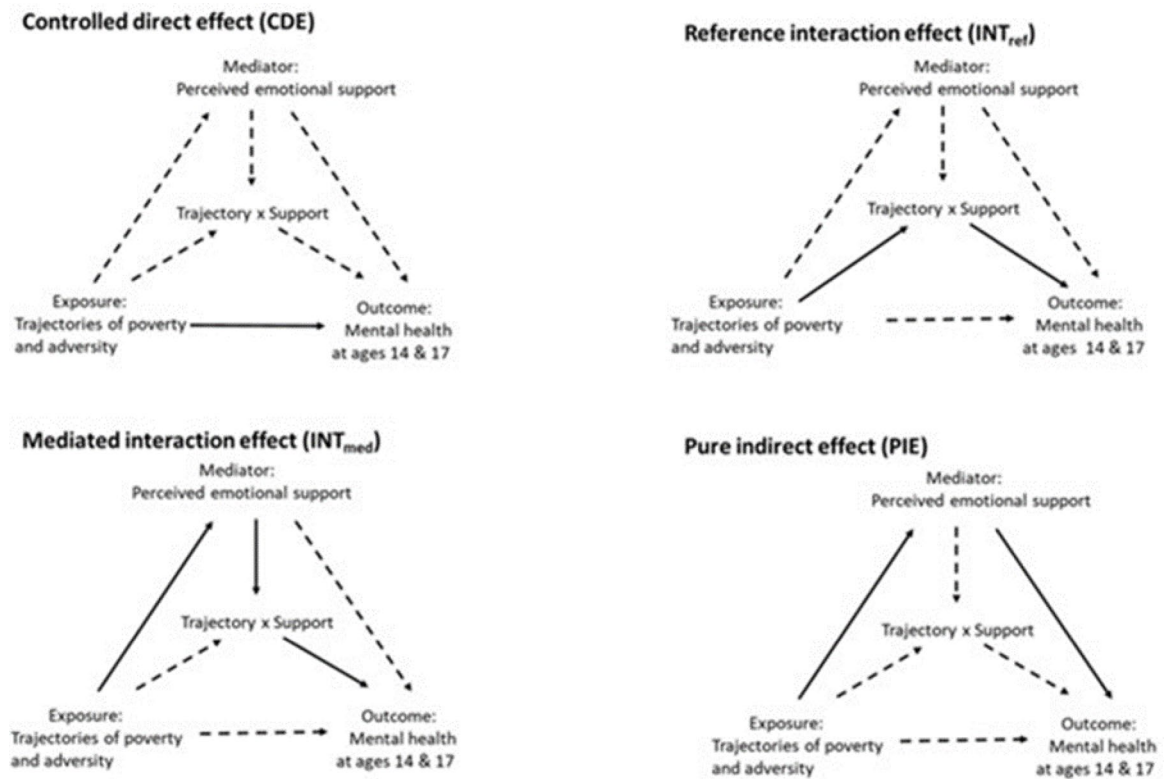 Controlled direct effect (CDE)
Mediator:
Perceived emotional support
Trajectory x Support
Exposure:
Trajectories of poverty
and adversity
Outcome:
Mental health
at ages 14 & 17
Reference interaction effect (INTref)
Mediator:
Perceived emotional support
Trajectory x Support
Exposure:
Trajectories of poverty
and adversity
Outcome:
Mental health
at ages 14 & 17
Mediated interaction effect (INTmed)
Mediator:
Perceived emotional support
Trajectory x Support
Exposure:
Trajectories of poverty
and adversity
Outcome:
Mental health
at ages 14 & 17
Pure indirect effect (PIE)
Mediator:
Perceived emotional support
Trajectory x Support
Exposure:
Trajectories of poverty
and adversity
Outcome:
Mental health
at ages 14 & 17